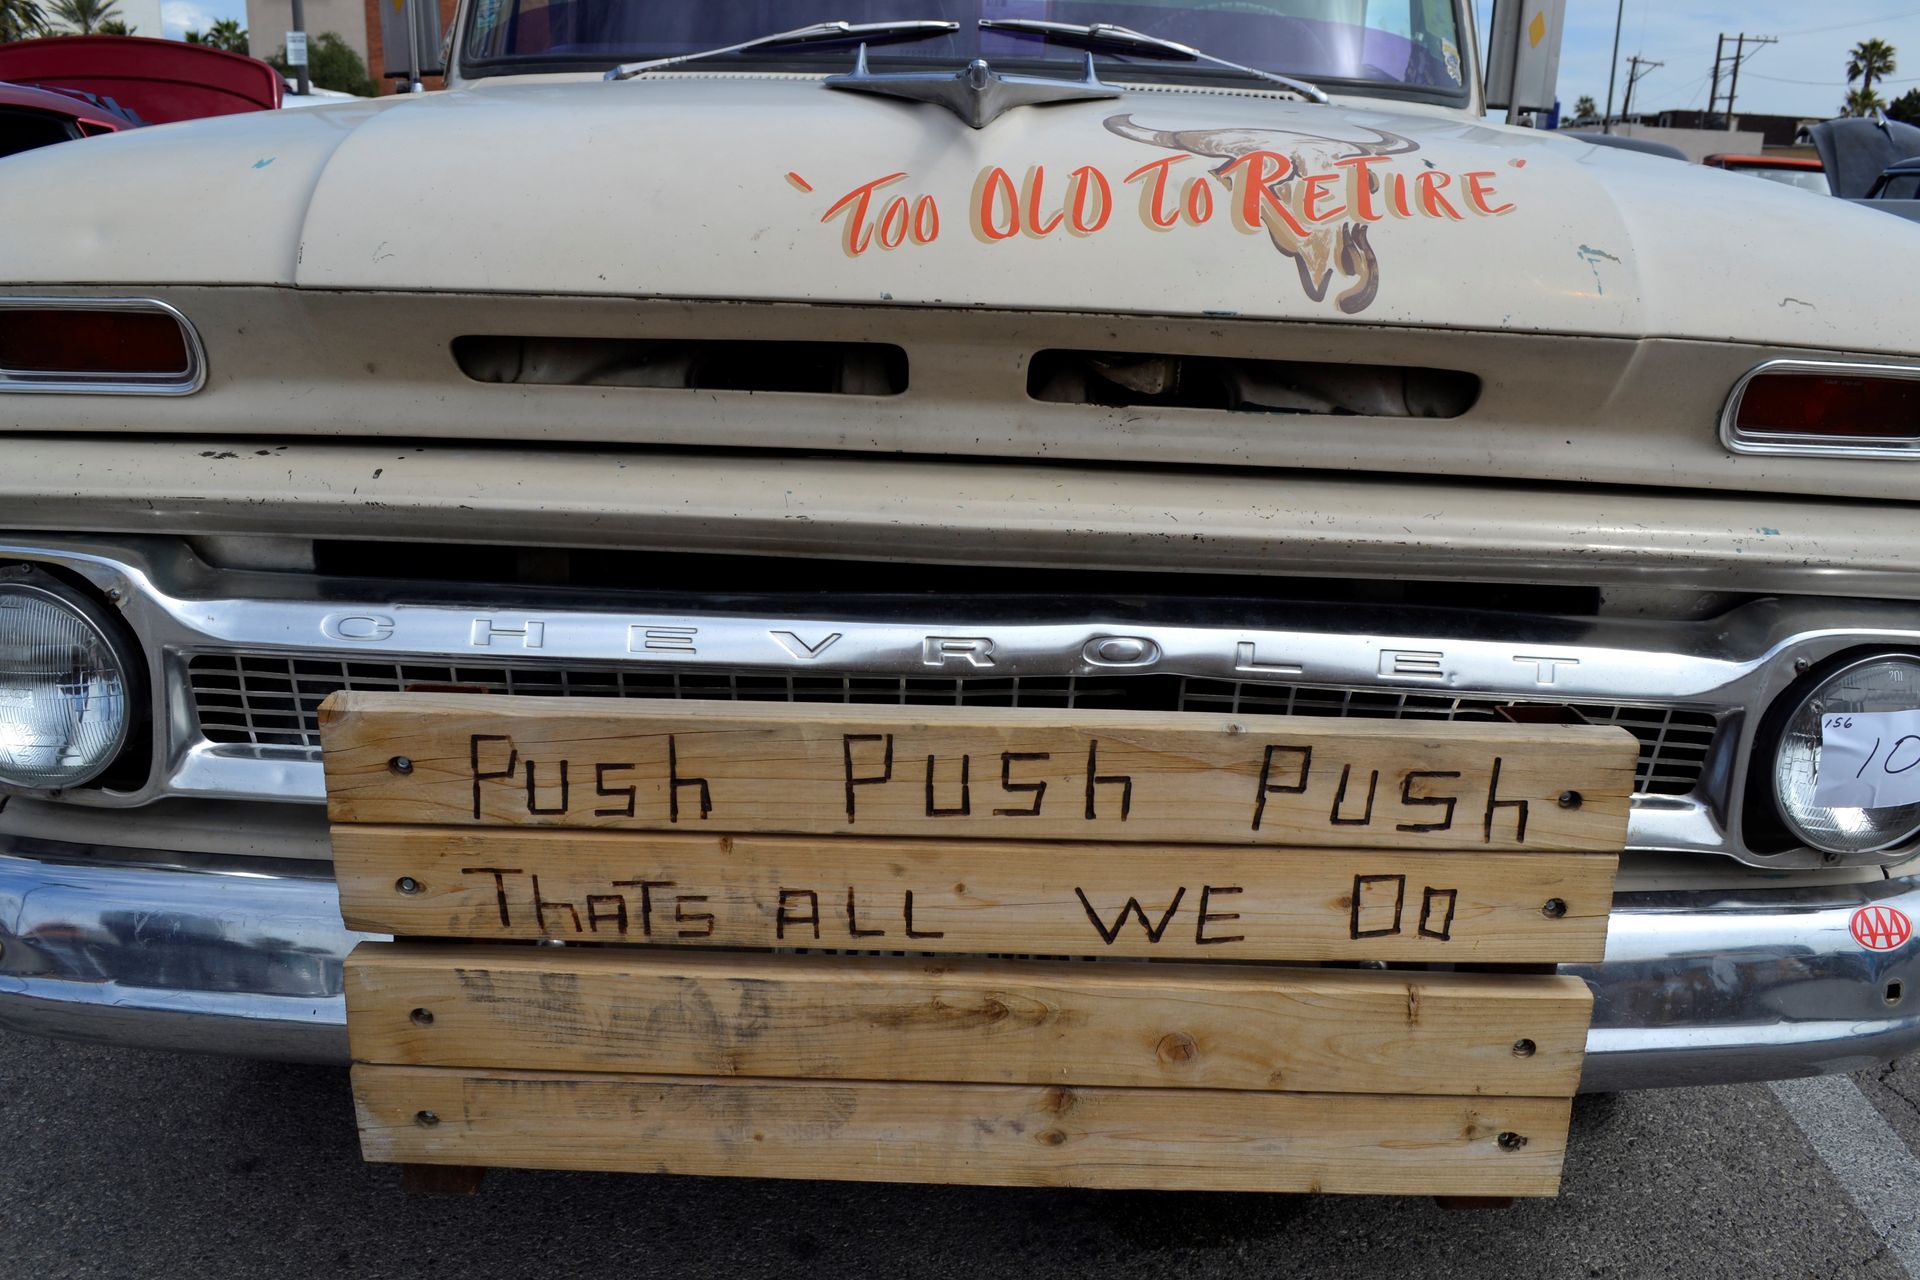 "Too OLD To ReTiRe"
CHEVROLET
156
10
Push Push Push
ThATs ALL WE DO
AAA